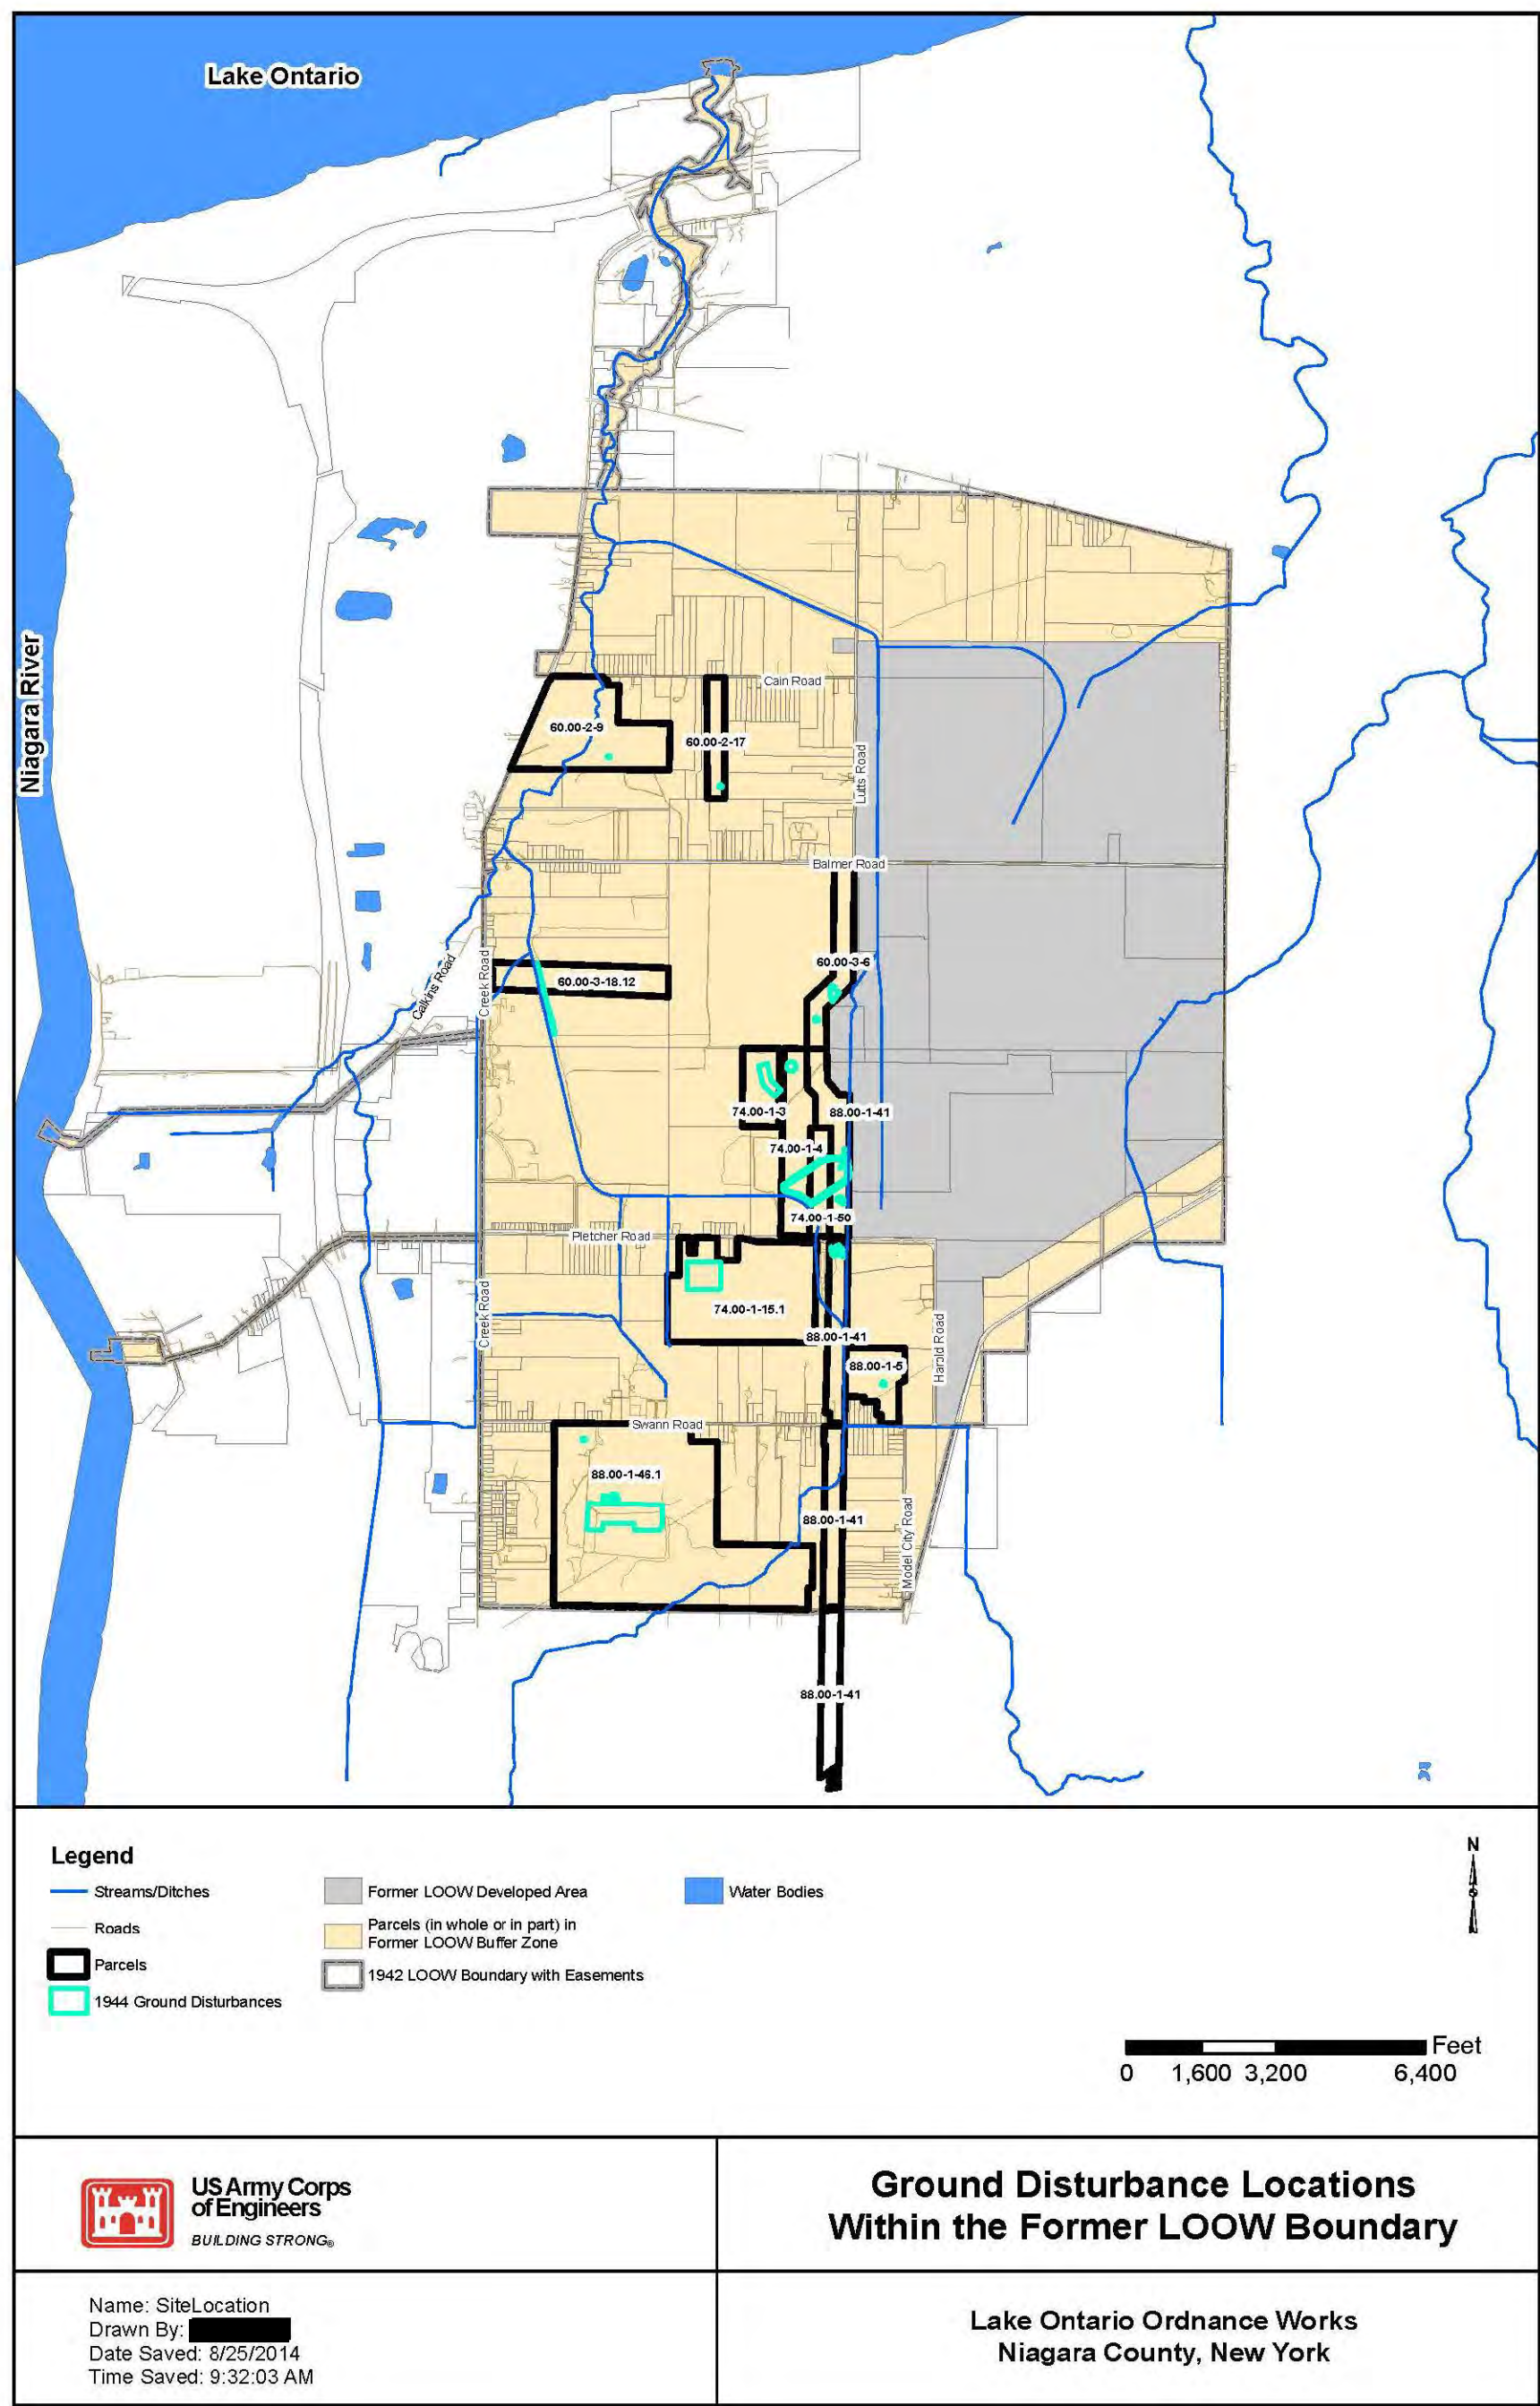 Lake Ontario
Niagara River
Cain Road
60.00-2-9
60.00-2-17
Lutts Road
Balmer Road
60.00-3-6
Calkins Road
Creek Road
60.00-3-18.12
74.00-1-3
88.00-1-41
74.00-1-4
74.00-1-50
Pletcher Road
74.00-1-15.1
Creek Road
88.00-1-41
Harold Road
88.00-1-5
Swann Road
88.00-1-46.1
88.00-1-41
Model City Road
88.00-1-41
Legend
Streams/Ditches
Roads
Parcels
1944 Ground Disturbances
Former LOOW Developed Area
Parcels (in whole or in part) in
Former LOOW Buffer Zone
1942 LOOW Boundary with Easements
Water Bodies
N
Feet
0 1,600 3,200 6,400
US Army Corps
of Engineers
BUILDING STRONG®
Ground Disturbance Locations
Within the Former LOOW Boundary
Name: SiteLocation
Drawn By:
Date Saved: 8/25/2014
Time Saved: 9:32:03 AM
Lake Ontario Ordnance Works
Niagara County, New York